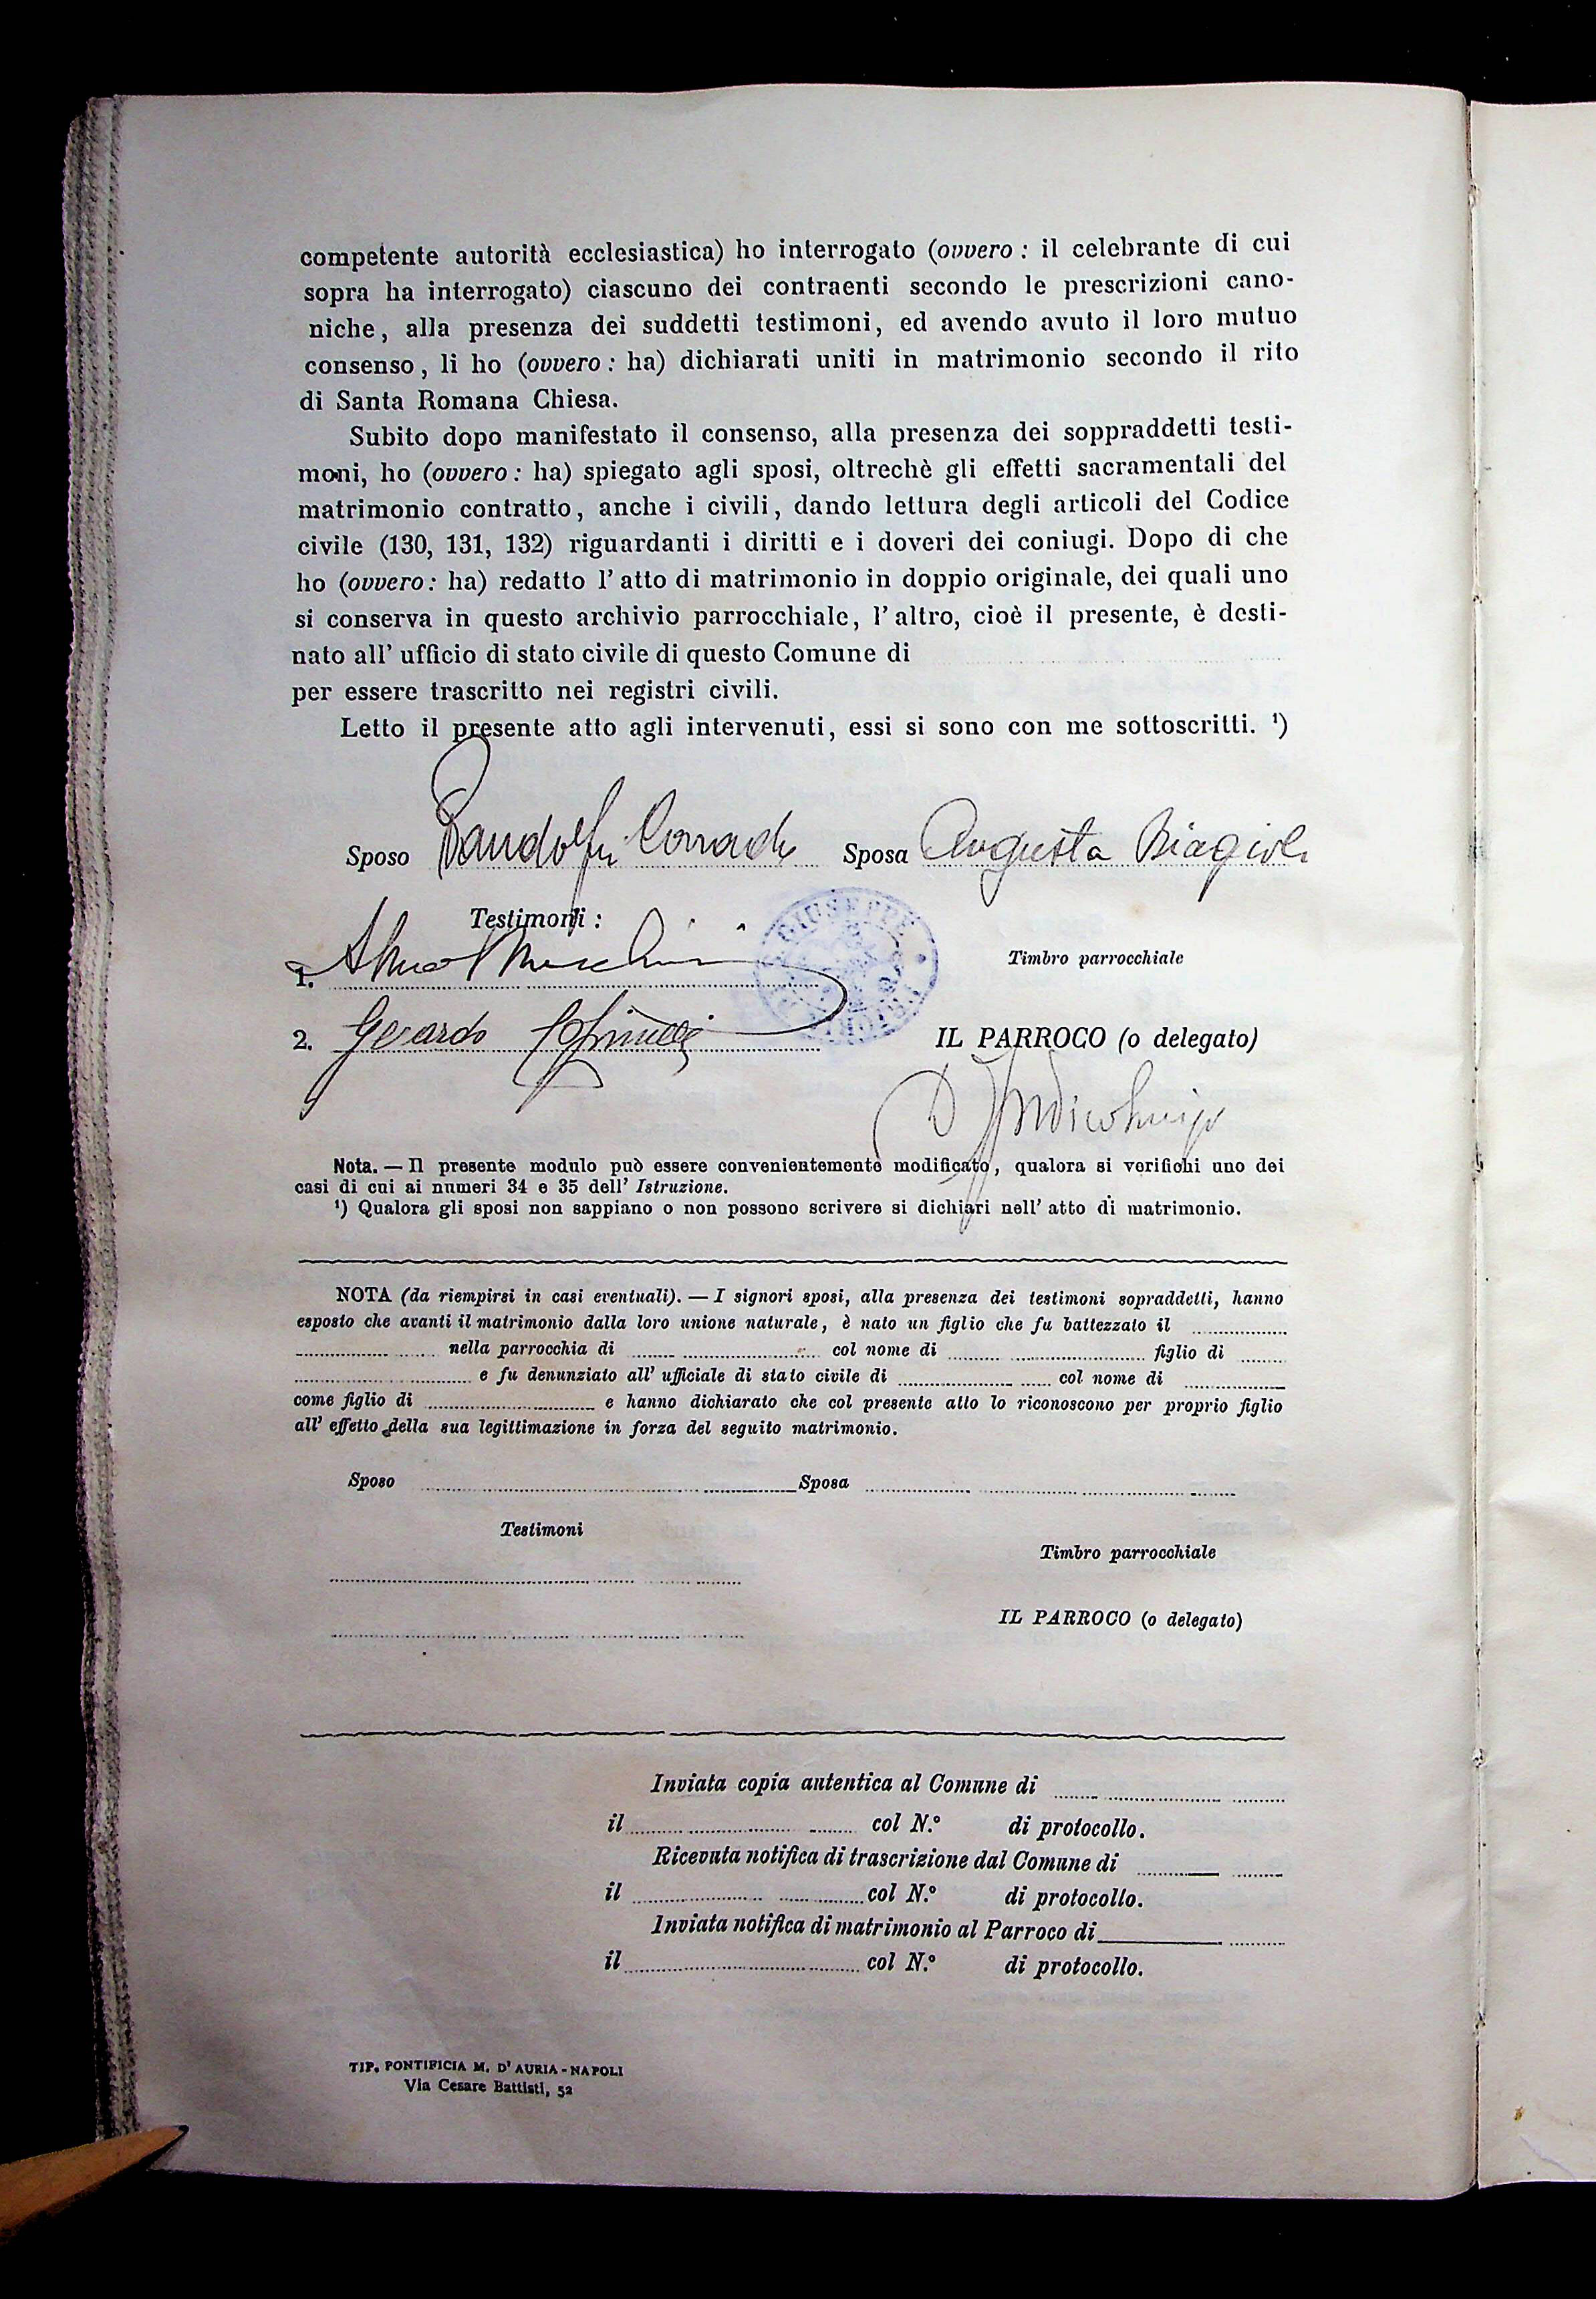 competente autorità ecclesiastica) ho interrogato (ovvero : il celebrante di cui
sopra ha interrogato) ciascuno dei contraenti secondo le prescrizioni cano-
niche, alla presenza dei suddetti testimoni, ed avendo avuto il loro mutuo
consenso, li ho (ovvero : ha) dichiarati uniti in matrimonio secondo il rito
di Santa Romana Chiesa.
Subito dopo manifestato il consenso, alla presenza dei soppraddetti testi-
moni, ho (ovvero : ha) spiegato agli sposi, oltrechè gli effetti sacramentali del
matrimonio contratto, anche i civili, dando lettura degli articoli del Codice
civile (130, 131, 132) riguardanti i diritti e i doveri dei coniugi. Dopo di che
ho (ovvero : ha) redatto l'atto di matrimonio in doppio originale, dei quali uno
si conserva in questo archivio parrocchiale, l'altro, cioè il presente, è desti-
nato all' ufficio di stato civile di questo Comune di
per essere trascritto nei registri civili.
Letto il presente atto agli intervenuti, essi si sono con me sottoscritti. ¹)
Sposo Corrado Sposa Augusta Biagioli
Testimoni :
GIUSEPPE
Timbro parrocchiale
1.
2. Gerardo
IL PARROCO (o delegato)
Nota. — Il presente modulo può essere convenientemente modificato, qualora si verifichi uno dei
casi di cui ai numeri 34 e 35 dell' Istruzione.
¹) Qualora gli sposi non sappiano o non possono scrivere si dichiari nell' atto di matrimonio.
NOTA (da riempirsi in casi eventuali). — I signori sposi, alla presenza dei testimoni sopraddetti, hanno
esposto che avanti il matrimonio dalla loro unione naturale, è nato un figlio che fu battezzato il
nella parrocchia di col nome di figlio di
e fu denunziato all' ufficiale di stato civile di col nome di
come figlio di e hanno dichiarato che col presente atto lo riconoscono per proprio figlio
all' effetto della sua legittimazione in forza del seguito matrimonio.
Sposo Sposa
Testimoni
Timbro parrocchiale
IL PARROCO (o delegato)
Inviata copia autentica al Comune di
il col N.º di protocollo.
Ricevuta notifica di trascrizione dal Comune di
il col N.º di protocollo.
Inviata notifica di matrimonio al Parroco di
il col N.º di protocollo.
TIP. PONTIFICIA M. D' AURIA - NAPOLI
Via Cesare Battisti, 52